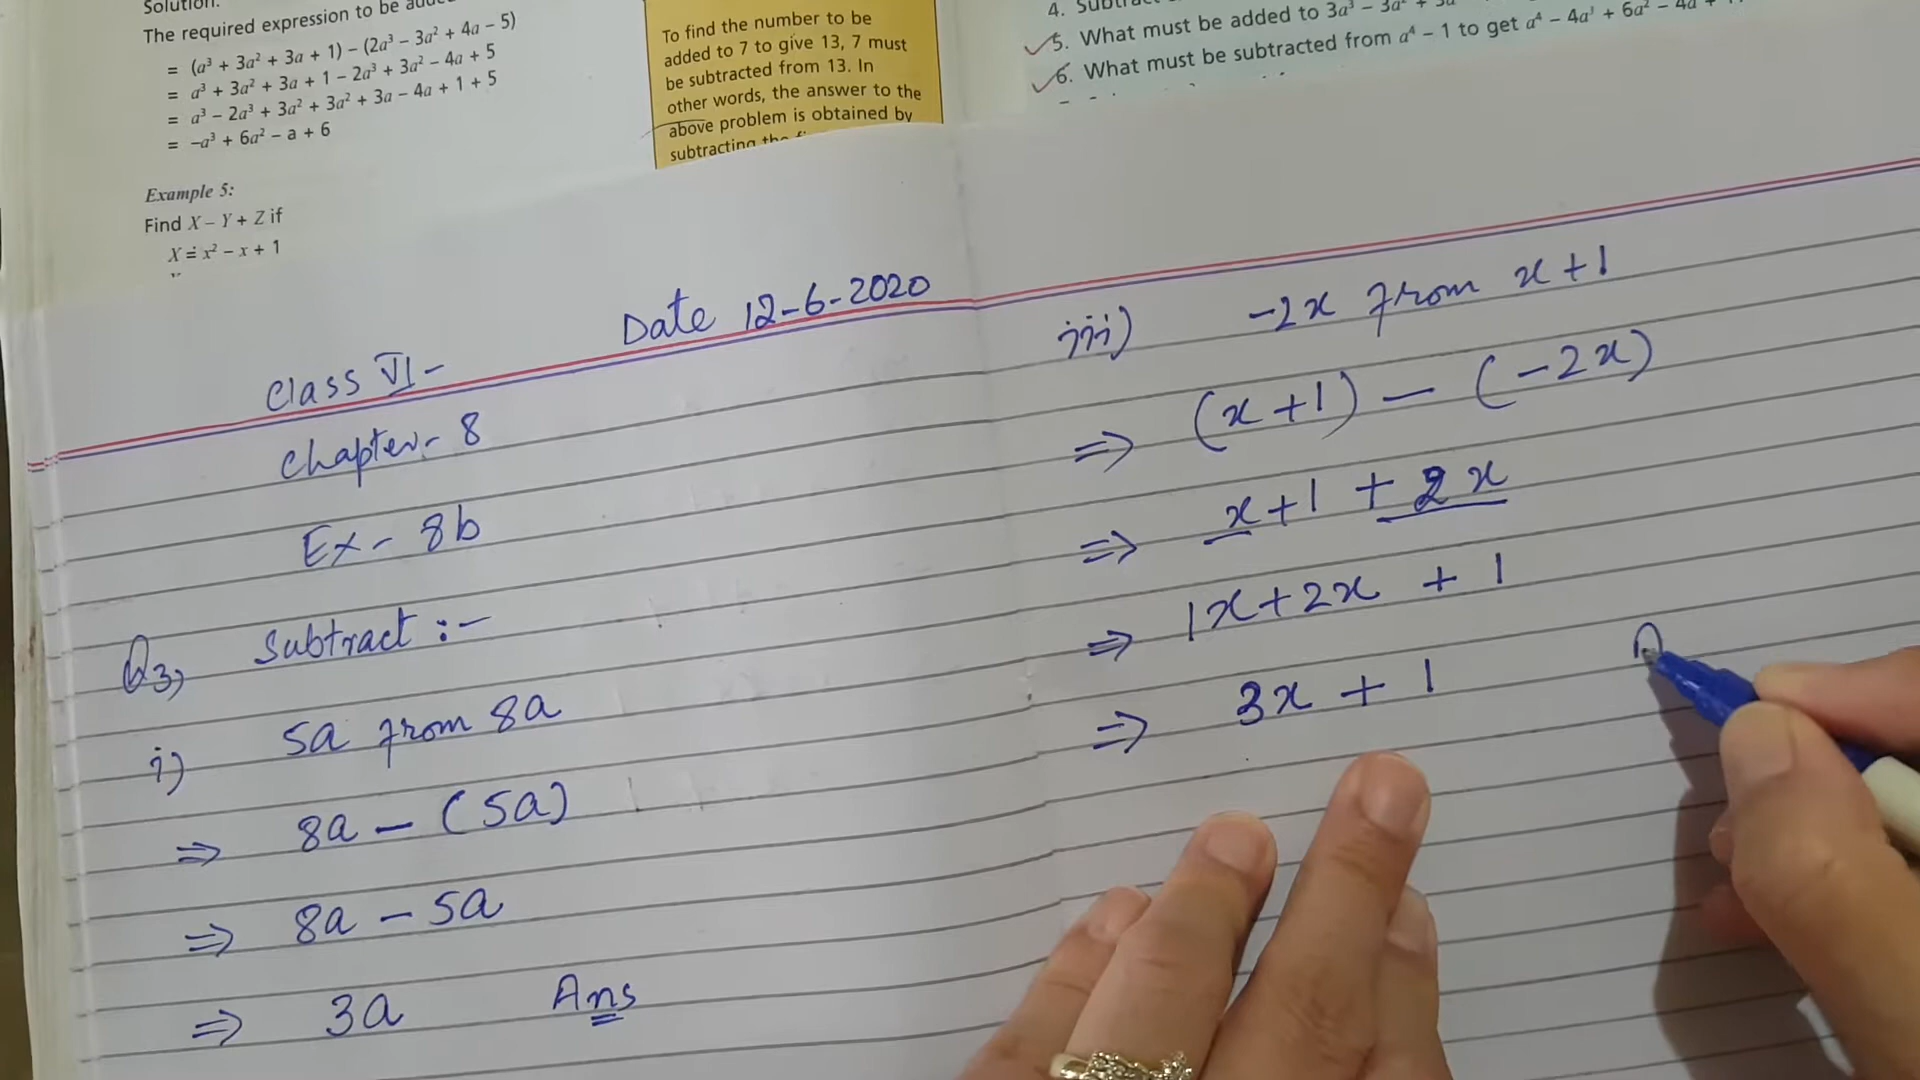 Solution:
The required expression to be
= (a³ + 3a² + 3a + 1) – (2a³ – 3a² + 4a – 5)
= a³ + 3a² + 3a + 1 – 2a³ + 3a² – 4a + 5
= a³ – 2a³ + 3a² + 3a² + 3a – 4a + 1 + 5
= –a³ + 6a² – a + 6
Example 5:
Find X – Y + Z if
X = x² – x + 1
To find the number to be
added to 7 to give 13, 7 must
be subtracted from 13. In
other words, the answer to the
above problem is obtained by
subtracting the
4.
5. What must be added to 3a³ – 3a² +
6. What must be subtracted from a⁴ – 1 to get a⁴ – 4a³ + 6a² – 4a +
Date 12-6-2020
Class VI-
Chapter- 8
Ex- 8b
Q3, Subtract :-
i) 5a from 8a
⇒ 8a – (5a)
⇒ 8a – 5a
⇒ 3a Ans
iii) -2x from x+1
⇒ (x+1) – (-2x)
⇒ x+1 + 2x
⇒ 1x+2x + 1
⇒ 3x + 1